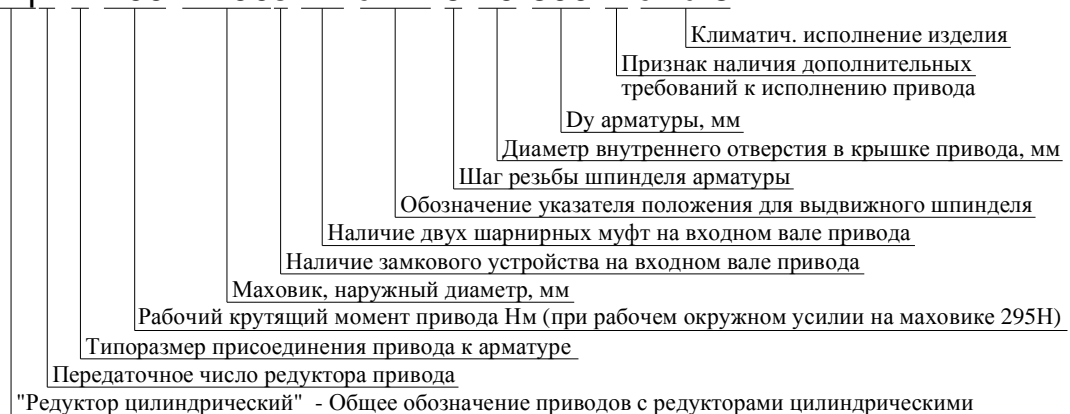 Климатич. исполнение изделия
Признак наличия дополнительных
требований к исполнению привода
Dу арматуры, мм
Диаметр внутреннего отверстия в крышке привода, мм
Шаг резьбы шпинделя арматуры
Обозначение указателя положения для выдвижного шпинделя
Наличие двух шарнирных муфт на входном вале привода
Наличие замкового устройства на входном вале привода
Маховик, наружный диаметр, мм
Рабочий крутящий момент привода Нм (при рабочем окружном усилии на маховике 295Н)
Типоразмер присоединения привода к арматуре
Передаточное число редуктора привода
"Редуктор цилиндрический" - Общее обозначение приводов с редукторами цилиндрическими